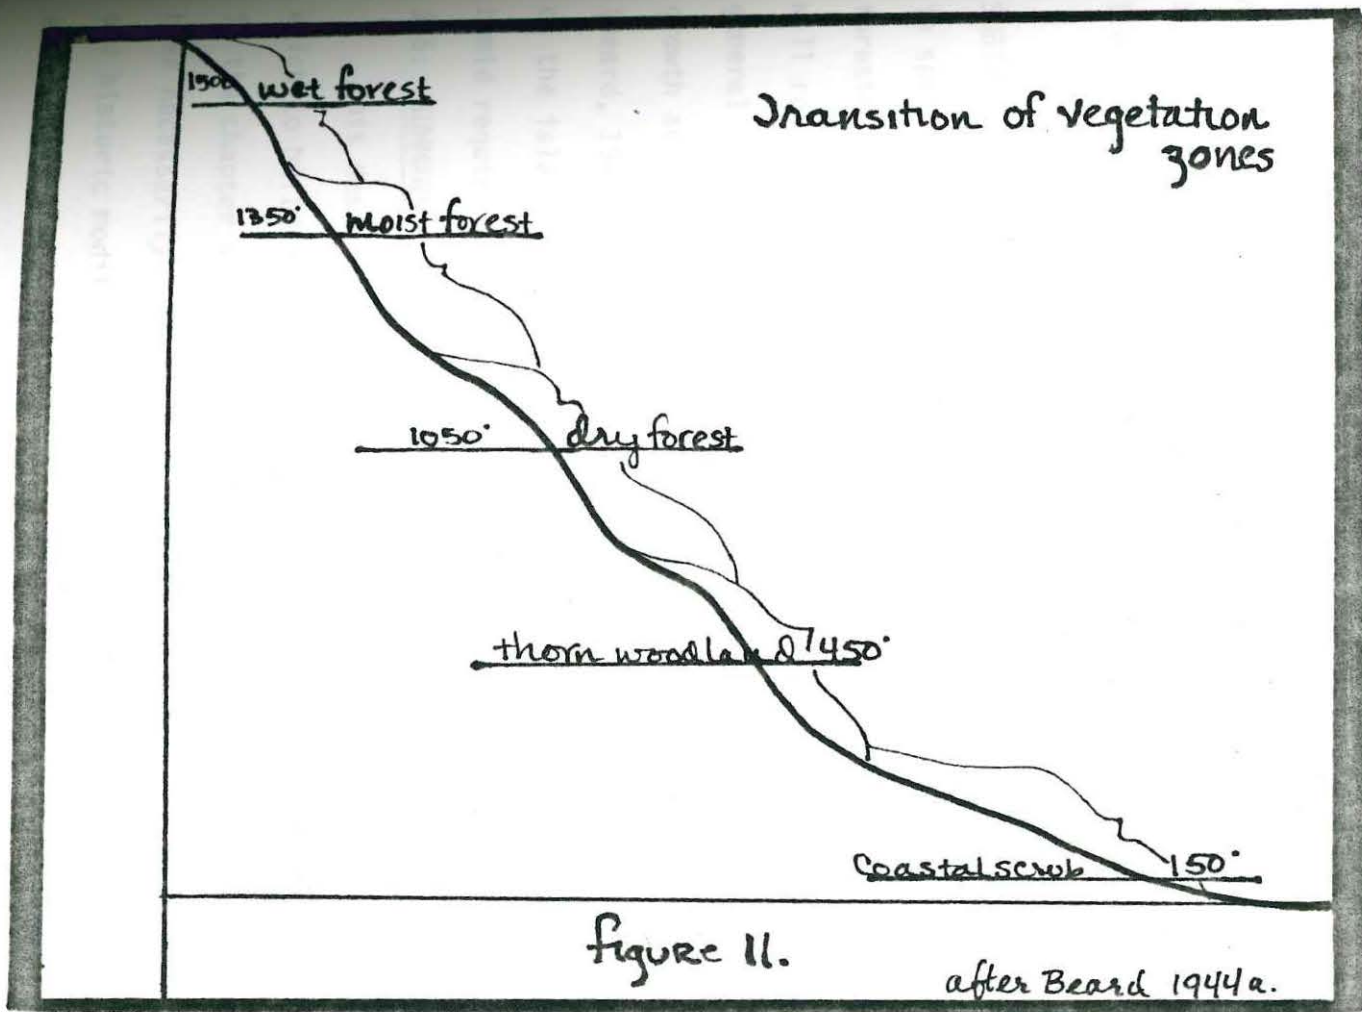 Transition of vegetation
zones
1500 wet forest
1350' moist forest
1050' dry forest
thorn woodland 450'
Coastal scrub 150'
figure 11.
after Beard 1944a.